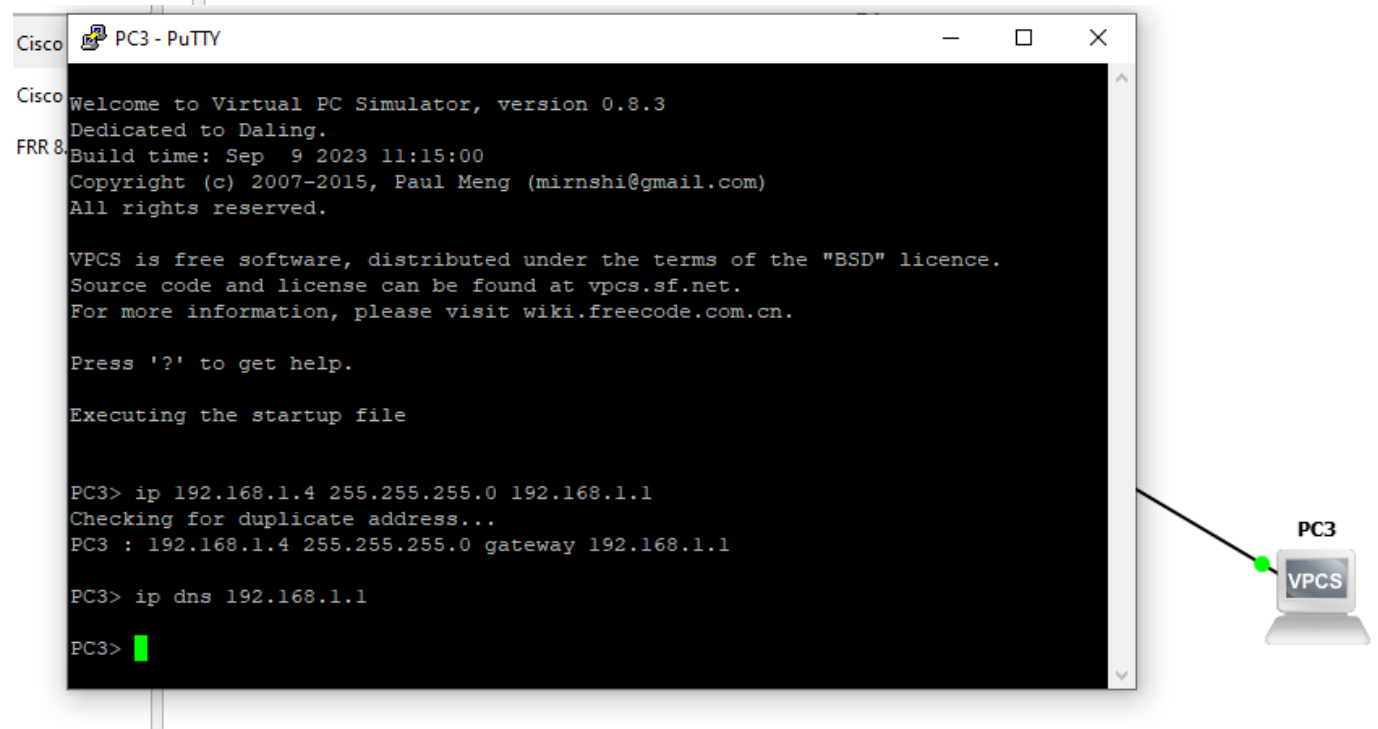 Cisco
Cisco
FRR 8.
PC3 - PuTTY
Welcome to Virtual PC Simulator, version 0.8.3
Dedicated to Daling.
Build time: Sep  9 2023 11:15:00
Copyright (c) 2007-2015, Paul Meng (mirnshi@gmail.com)
All rights reserved.
VPCS is free software, distributed under the terms of the "BSD" licence.
Source code and license can be found at vpcs.sf.net.
For more information, please visit wiki.freecode.com.cn.
Press '?' to get help.
Executing the startup file
PC3> ip 192.168.1.4 255.255.255.0 192.168.1.1
Checking for duplicate address...
PC3 : 192.168.1.4 255.255.255.0 gateway 192.168.1.1
PC3> ip dns 192.168.1.1
PC3>
PC3
VPCS